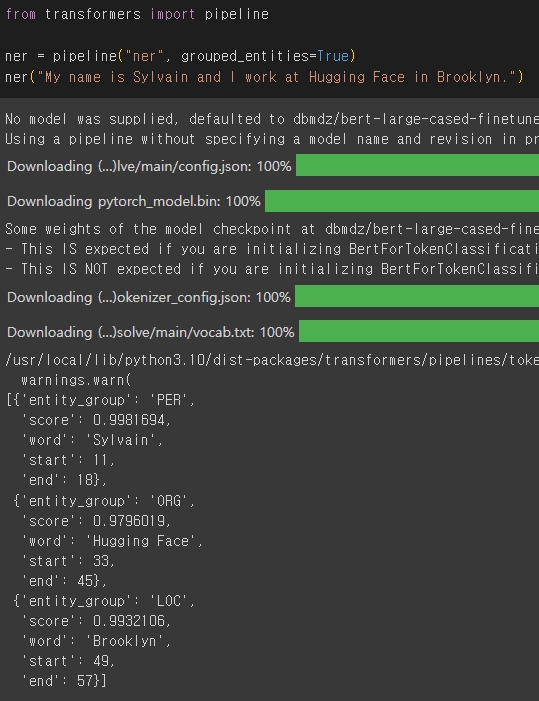 from transformers import pipeline
ner = pipeline("ner", grouped_entities=True)
ner("My name is Sylvain and I work at Hugging Face in Brooklyn.")
No model was supplied, defaulted to dbmdz/bert-large-cased-finetune
Using a pipeline without specifying a model name and revision in pr
Downloading (...)lve/main/config.json: 100%
Downloading pytorch_model.bin: 100%
Some weights of the model checkpoint at dbmdz/bert-large-cased-fine
- This IS expected if you are initializing BertForTokenClassificati
- This IS NOT expected if you are initializing BertForTokenClassifi
Downloading (...)okenizer_config.json: 100%
Downloading (...)solve/main/vocab.txt: 100%
/usr/local/lib/python3.10/dist-packages/transformers/pipelines/toke
warnings.warn(
[{'entity_group': 'PER',
'score': 0.9981694,
'word': 'Sylvain',
'start': 11,
'end': 18},
{'entity_group': 'ORG',
'score': 0.9796019,
'word': 'Hugging Face',
'start': 33,
'end': 45},
{'entity_group': 'LOC',
'score': 0.9932106,
'word': 'Brooklyn',
'start': 49,
'end': 57}]